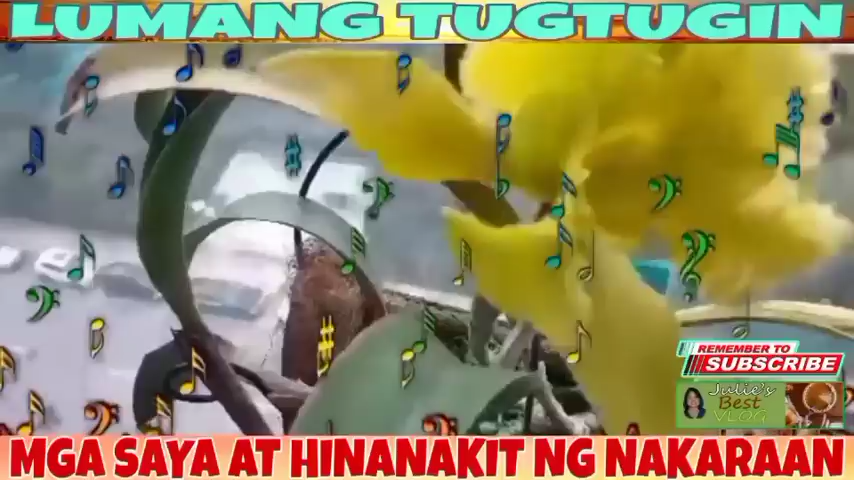 LUMANG TUGTUGIN
REMEMBER TO
SUBSCRIBE
Julie's
Best
VLOG
MGA SAYA AT HINANAKIT NG NAKARAAN